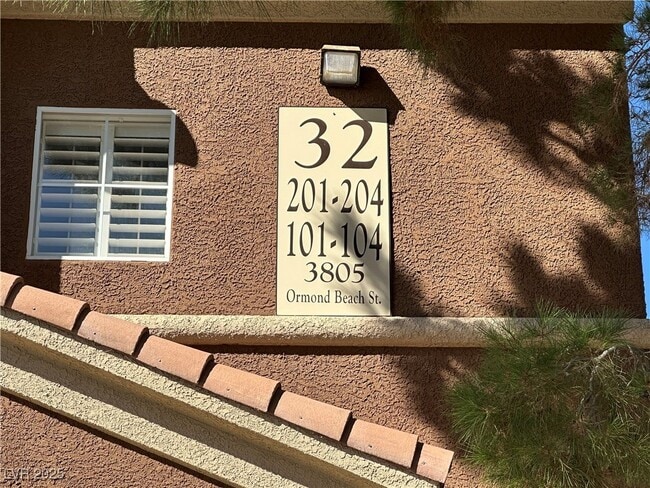 32
201-204
101-104
3805
Ormond Beach St.
LVR ©2025